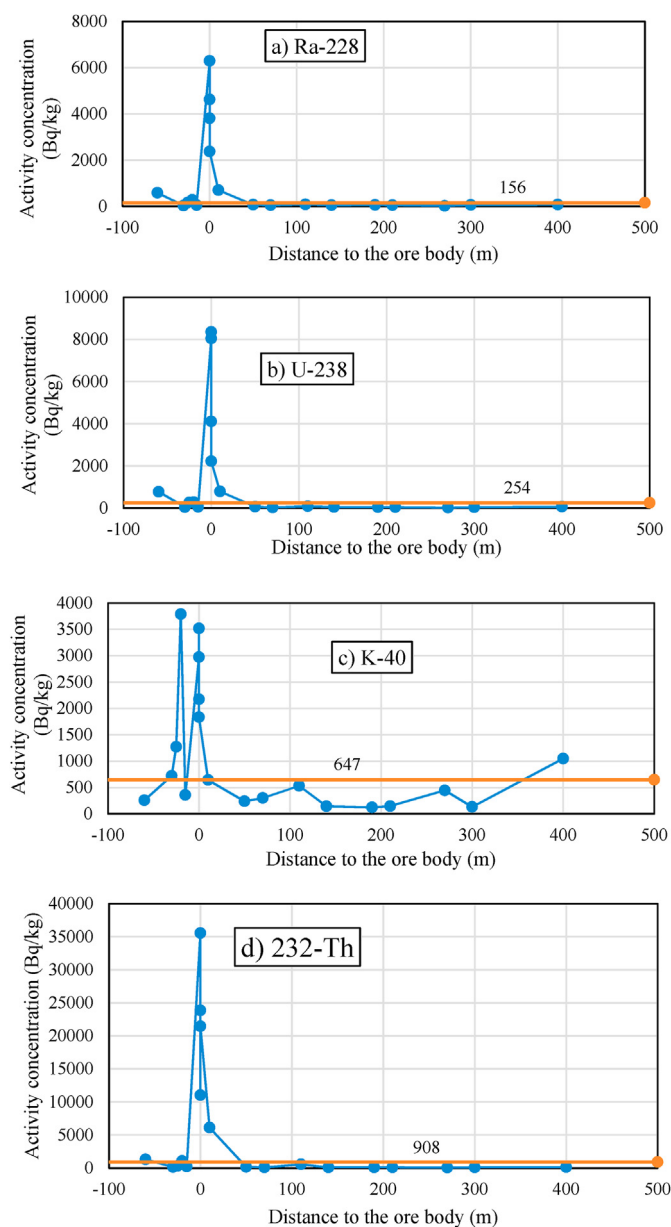 a) Ra-228
Activity concentration
(Bq/kg)
8000
6000
4000
2000
0
156
-100 0 100 200 300 400 500
Distance to the ore body (m)
b) U-238
Activity concentration
(Bq/kg)
10000
8000
6000
4000
2000
0
254
-100 0 100 200 300 400 500
Distance to the ore body (m)
c) K-40
Activity concentration
(Bq/kg)
4000
3500
3000
2500
2000
1500
1000
500
0
647
-100 0 100 200 300 400 500
Distance to the ore body (m)
d) 232-Th
Activity concentration (Bq/kg)
40000
35000
30000
25000
20000
15000
10000
5000
0
908
-100 0 100 200 300 400 500
Distance to the ore body (m)